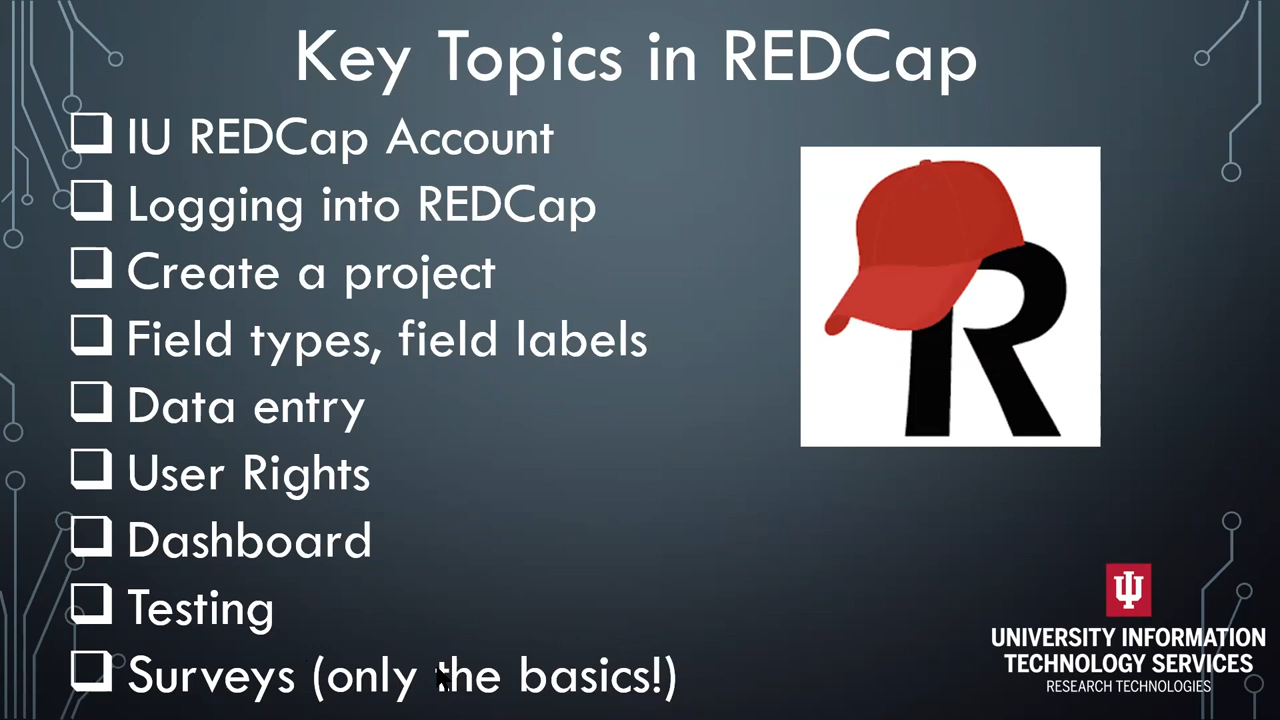 Key Topics in REDCap
IU REDCap Account
Logging into REDCap
Create a project
Field types, field labels
Data entry
User Rights
Dashboard
Testing
Surveys (only the basics!)
R
UNIVERSITY INFORMATION
TECHNOLOGY SERVICES
RESEARCH TECHNOLOGIES